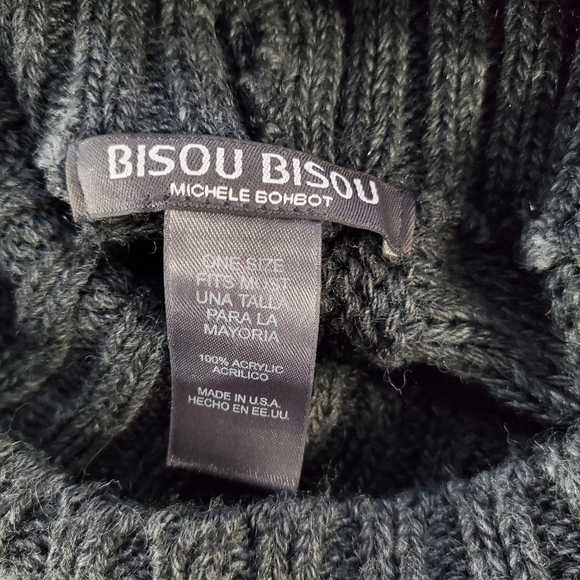 BISOU BISOU
MICHELE BOHBOT
ONE SIZE
FITS MOST
UNA TALLA
PARA LA
MAYORIA
100% ACRYLIC
ACRILICO
MADE IN U.S.A.
HECHO EN EE.UU.